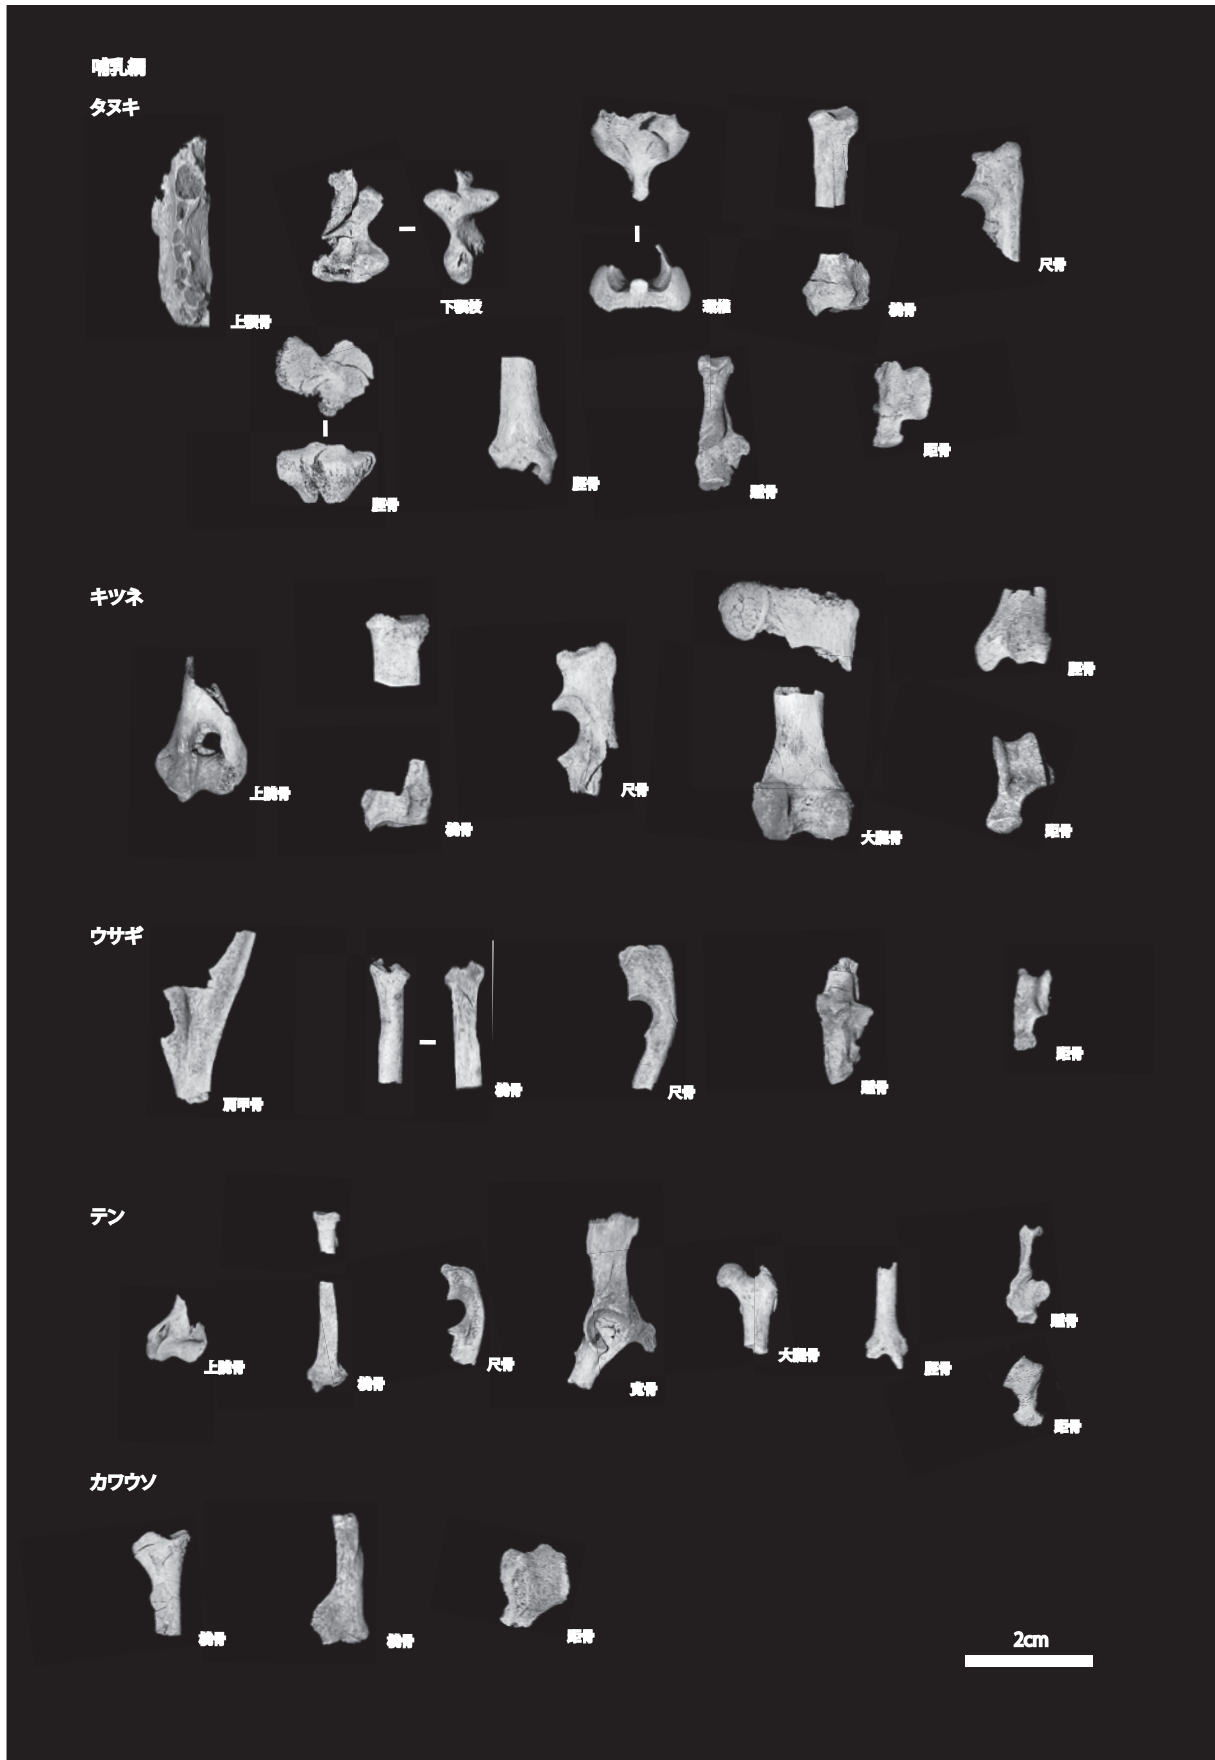 哺乳綱
タヌキ
上顎骨
下顎枝
環椎
橈骨
尺骨
脛骨
脛骨
踵骨
距骨
キツネ
上腕骨
橈骨
尺骨
大腿骨
脛骨
距骨
ウサギ
肩甲骨
橈骨
尺骨
踵骨
距骨
テン
上腕骨
橈骨
尺骨
寛骨
大腿骨
脛骨
踵骨
距骨
カワウソ
橈骨
橈骨
距骨
2cm